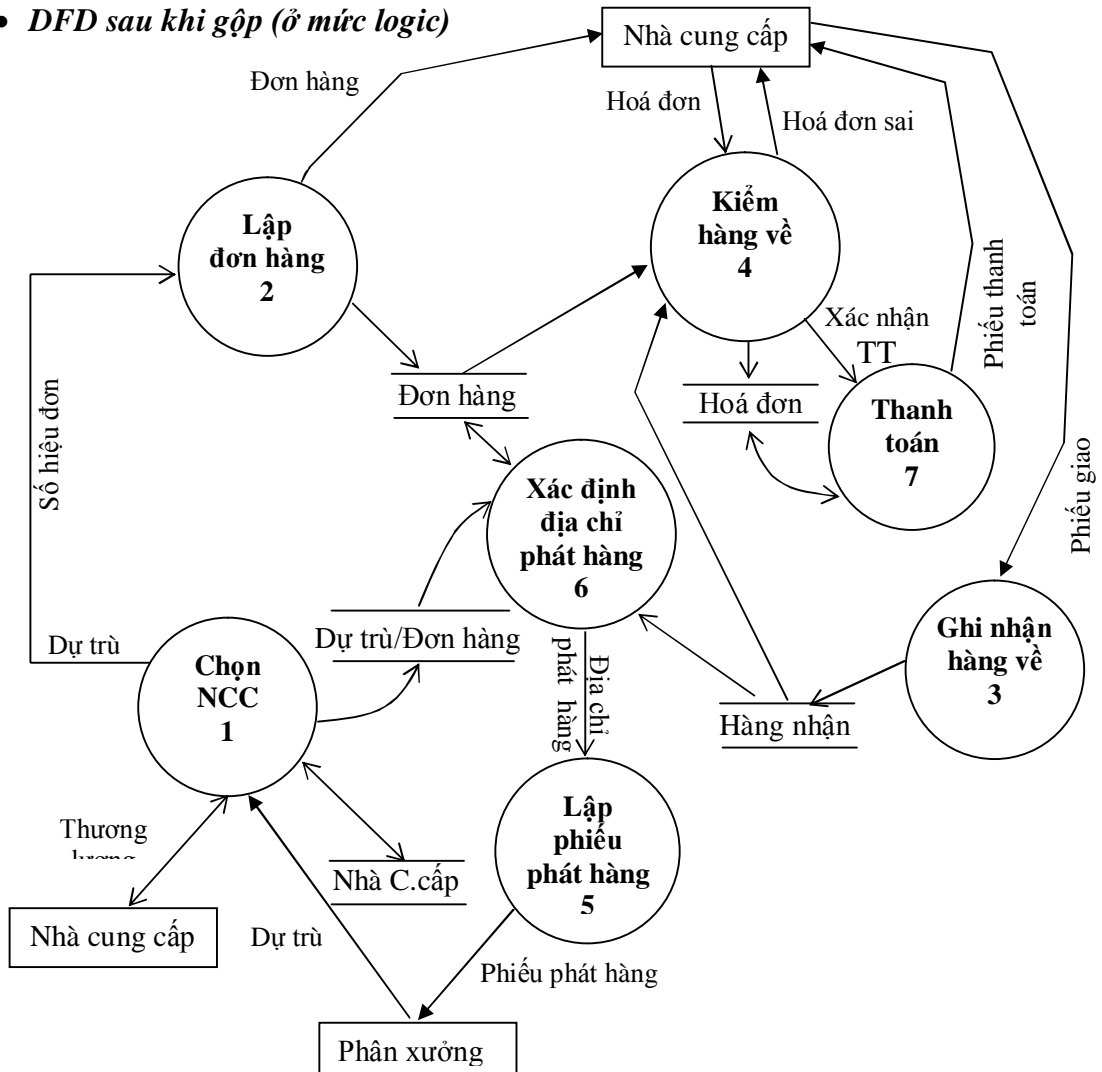 • DFD sau khi gộp (ở mức logic)
Nhà cung cấp
Đơn hàng
Hoá đơn
Hoá đơn sai
Lập
đơn hàng
2
Kiểm
hàng về
4
Phiếu thanh
toán
Xác nhận
TT
Số hiệu đơn
Đơn hàng
Hoá đơn
Thanh
toán
7
Phiếu giao
Xác định
địa chỉ
phát hàng
6
Dự trù
Dự trù/Đơn hàng
Chọn
NCC
1
Địa chỉ
phát hàng
Ghi nhận
hàng về
3
Hàng nhận
Thương
Nhà C.cấp
Lập
phiếu
phát hàng
5
Nhà cung cấp
Dự trù
Phiếu phát hàng
Phân xưởng